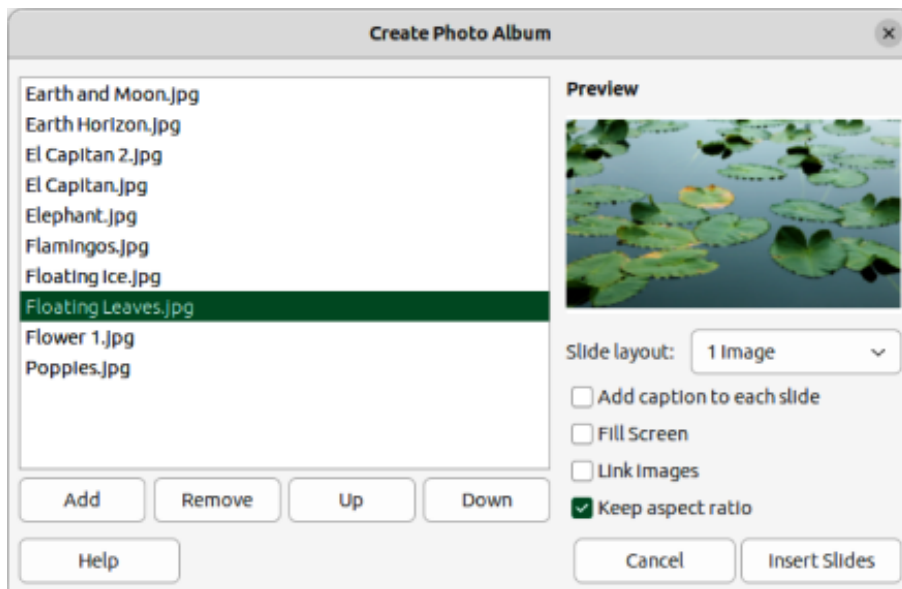 Create Photo Album
Earth and Moon.jpg
Earth Horizon.jpg
El Capitan 2.jpg
El Capitan.jpg
Elephant.jpg
Flamingos.jpg
Floating Ice.jpg
Floating Leaves.jpg
Flower 1.jpg
Poppies.jpg
Add
Remove
Up
Down
Help
Preview
Slide layout:
1 Image
Add caption to each slide
Fill Screen
Link Images
Keep aspect ratio
Cancel
Insert Slides